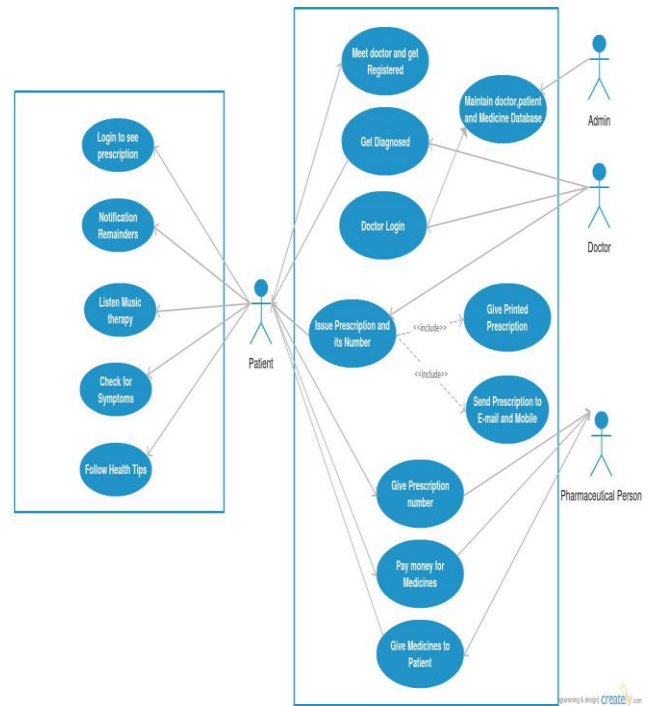 Login to see
prescription
Notification
Remainders
Listen Music
therapy
Check for
Symptoms
Follow Health Tips
Patient
Meet doctor and get
Registered
Get Diagnosed
Doctor Login
Maintain doctor,patient
and Medicine Database
Issue Prescription and
its Number
<<include>>
<<include>>
Give Printed
Prescription
Send Prescription to
E-mail and Mobile
Give Prescription
number
Pay money for
Medicines
Give Medicines to
Patient
Admin
Doctor
Pharmaceutical Person
& design| creately.com